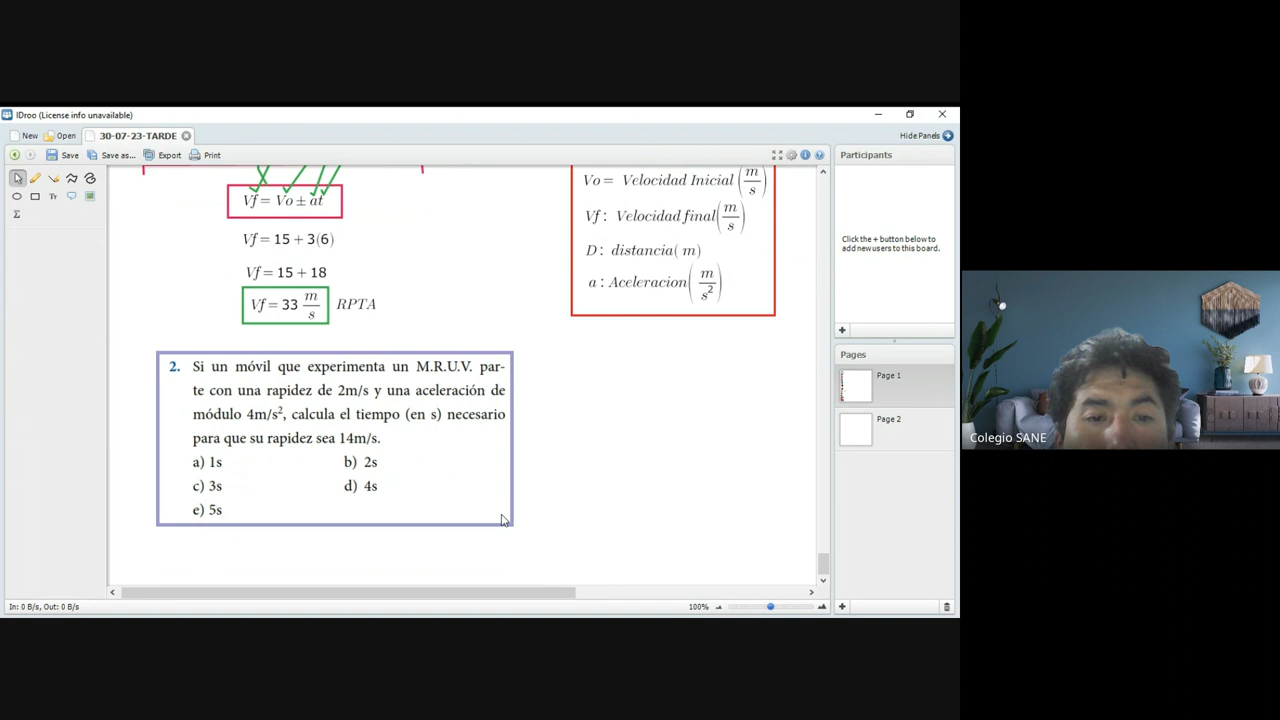 IDroo (License info unavailable)
New Open 30-07-23-TARDE Hide Panels
Save Save as... Export Print Participants
Vf = Vo ± at
Vf = 15 + 3(6)
Vf = 15 + 18
Vf = 33 m/s RPTA
Vo = Velocidad Inicial (m/s)
Vf : Velocidad final (m/s)
D : distancia( m)
a : Aceleracion (m/s²)
2. Si un móvil que experimenta un M.R.U.V. par-
te con una rapidez de 2m/s y una aceleración de
módulo 4m/s², calcula el tiempo (en s) necesario
para que su rapidez sea 14m/s.
a) 1s b) 2s
c) 3s d) 4s
e) 5s
Click the + button below to
add new users to this board.
Pages
Page 1
Page 2
In: 0 B/s, Out: 0 B/s 100%
Colegio SANE